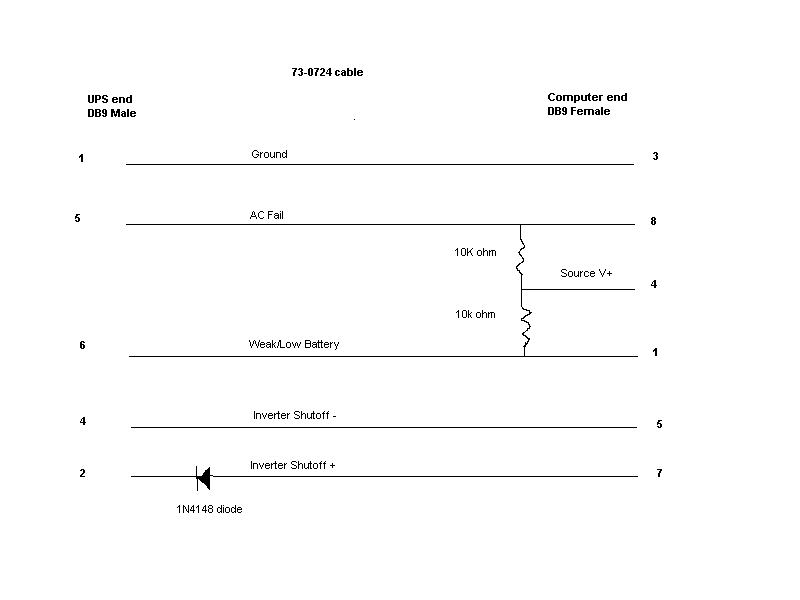 73-0724 cable
UPS end
DB9 Male
Computer end
DB9 Female
1
Ground
3
5
AC Fail
8
10K ohm
Source V+
4
10k ohm
6
Weak/Low Battery
1
4
Inverter Shutoff -
5
2
Inverter Shutoff +
7
1N4148 diode